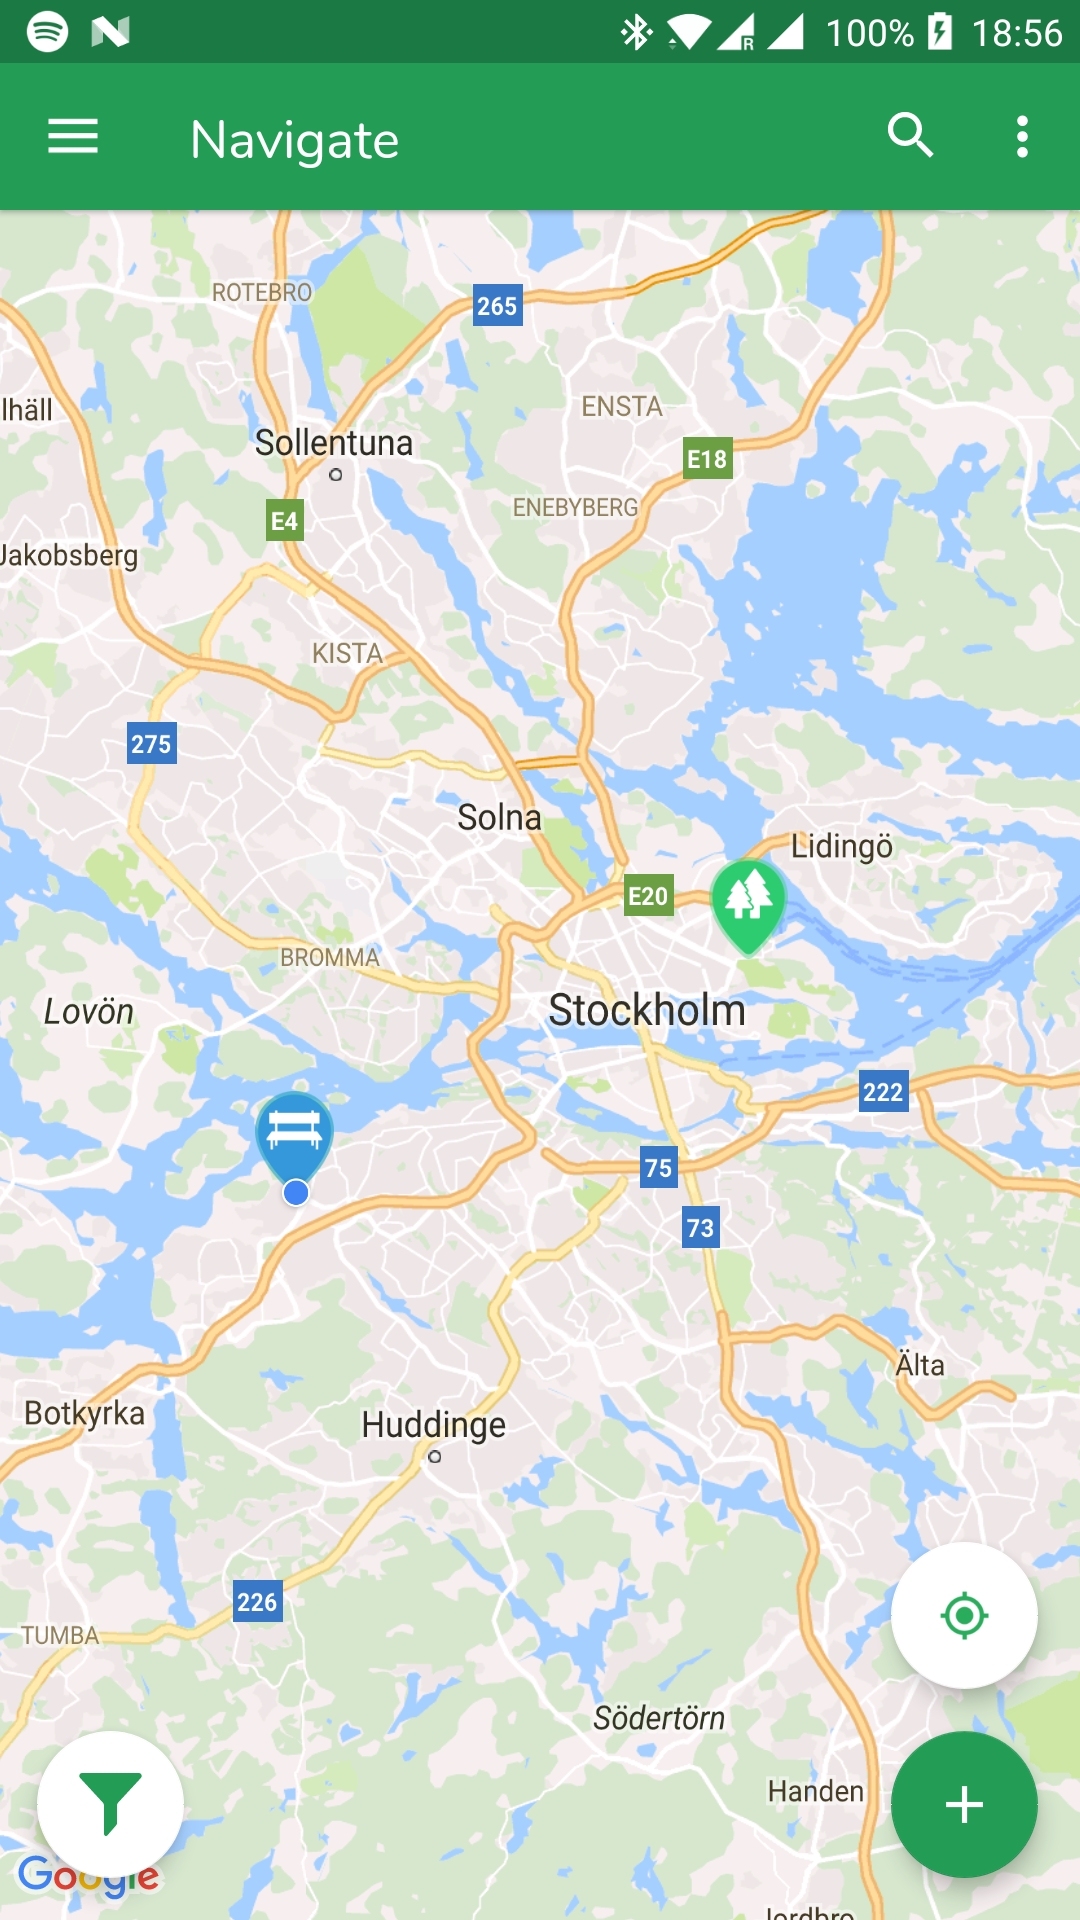 100% 18:56
Navigate
ROTEBRO
265
lhäll
ENSTA
Sollentuna
E18
E4
ENEBYBERG
Jakobsberg
KISTA
275
Solna
Lidingö
E20
BROMMA
Lovön
Stockholm
222
75
73
Älta
Botkyrka
Huddinge
226
TUMBA
Södertörn
Handen
Google
Jordbro